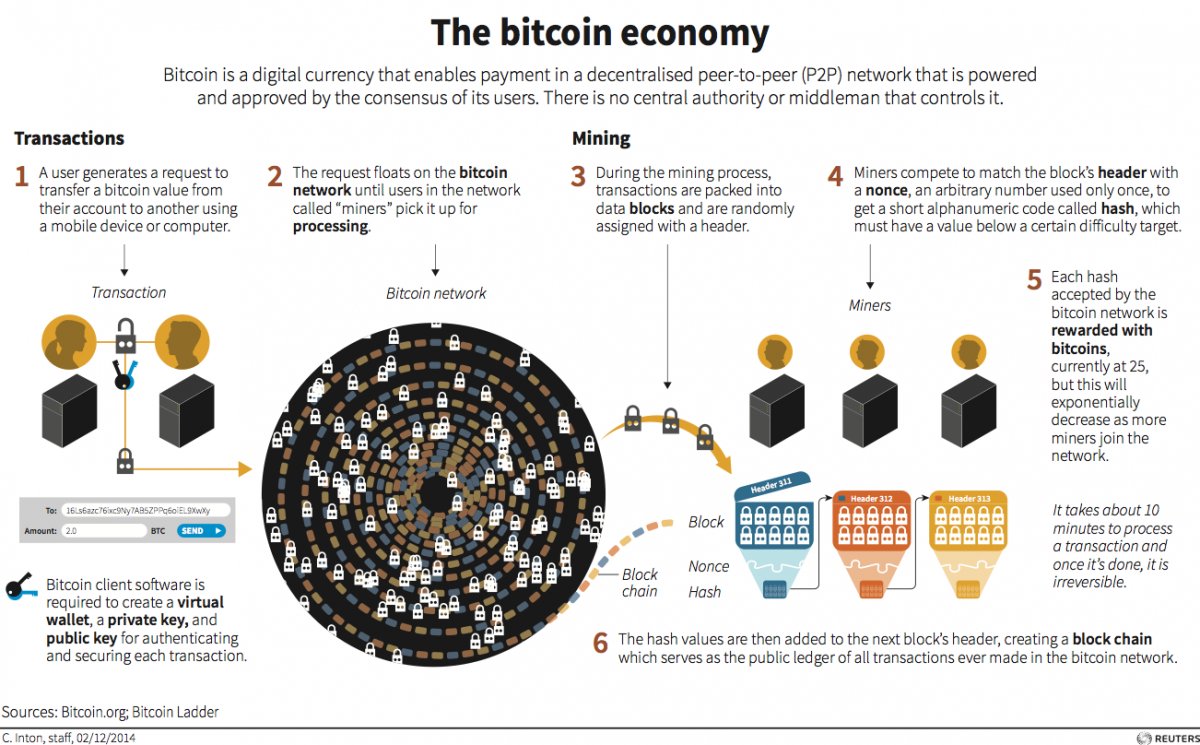 The bitcoin economy
Bitcoin is a digital currency that enables payment in a decentralised peer-to-peer (P2P) network that is powered
and approved by the consensus of its users. There is no central authority or middleman that controls it.
Transactions
1 A user generates a request to
transfer a bitcoin value from
their account to another using
a mobile device or computer.
2 The request floats on the bitcoin
network until users in the network
called “miners” pick it up for
processing.
Mining
3 During the mining process,
transactions are packed into
data blocks and are randomly
assigned with a header.
4 Miners compete to match the block’s header with
a nonce, an arbitrary number used only once, to
get a short alphanumeric code called hash, which
must have a value below a certain difficulty target.
Transaction
Bitcoin network
Miners
5 Each hash
accepted by the
bitcoin network is
rewarded with
bitcoins,
currently at 25,
but this will
exponentially
decrease as more
miners join the
network.
It takes about 10
minutes to process
a transaction and
once it’s done, it is
irreversible.
To:
Amount: 2.0 BTC SEND
Bitcoin client software is
required to create a virtual
wallet, a private key, and
public key for authenticating
and securing each transaction.
Header 311
Header 312
Header 313
Block
Nonce
Hash
Block
chain
6 The hash values are then added to the next block’s header, creating a block chain
which serves as the public ledger of all transactions ever made in the bitcoin network.
Sources: Bitcoin.org; Bitcoin Ladder
C. Inton, staff, 02/12/2014
REUTERS